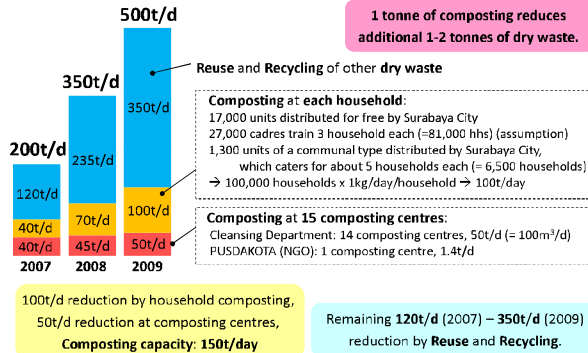 500t/d
1 tonne of composting reduces
additional 1-2 tonnes of dry waste.
350t/d
Reuse and Recycling of other dry waste
200t/d
350t/d
235t/d
120t/d
Composting at each household:
17,000 units distributed for free by Surabaya City
27,000 cadres train 3 household each (=81,000 hhs) (assumption)
1,300 units of a communal type distributed by Surabaya City,
which caters for about 5 households each (= 6,500 households)
→ 100,000 households x 1kg/day/household → 100t/day
100t/d
70t/d
40t/d
Composting at 15 composting centres:
Cleansing Department: 14 composting centres, 50t/d (= 100m³/d)
PUSDAKOTA (NGO): 1 composting centre, 1.4t/d
40t/d
45t/d
50t/d
2007
2008
2009
100t/d reduction by household composting,
50t/d reduction at composting centres,
Composting capacity: 150t/day
Remaining 120t/d (2007) – 350t/d (2009)
reduction by Reuse and Recycling.